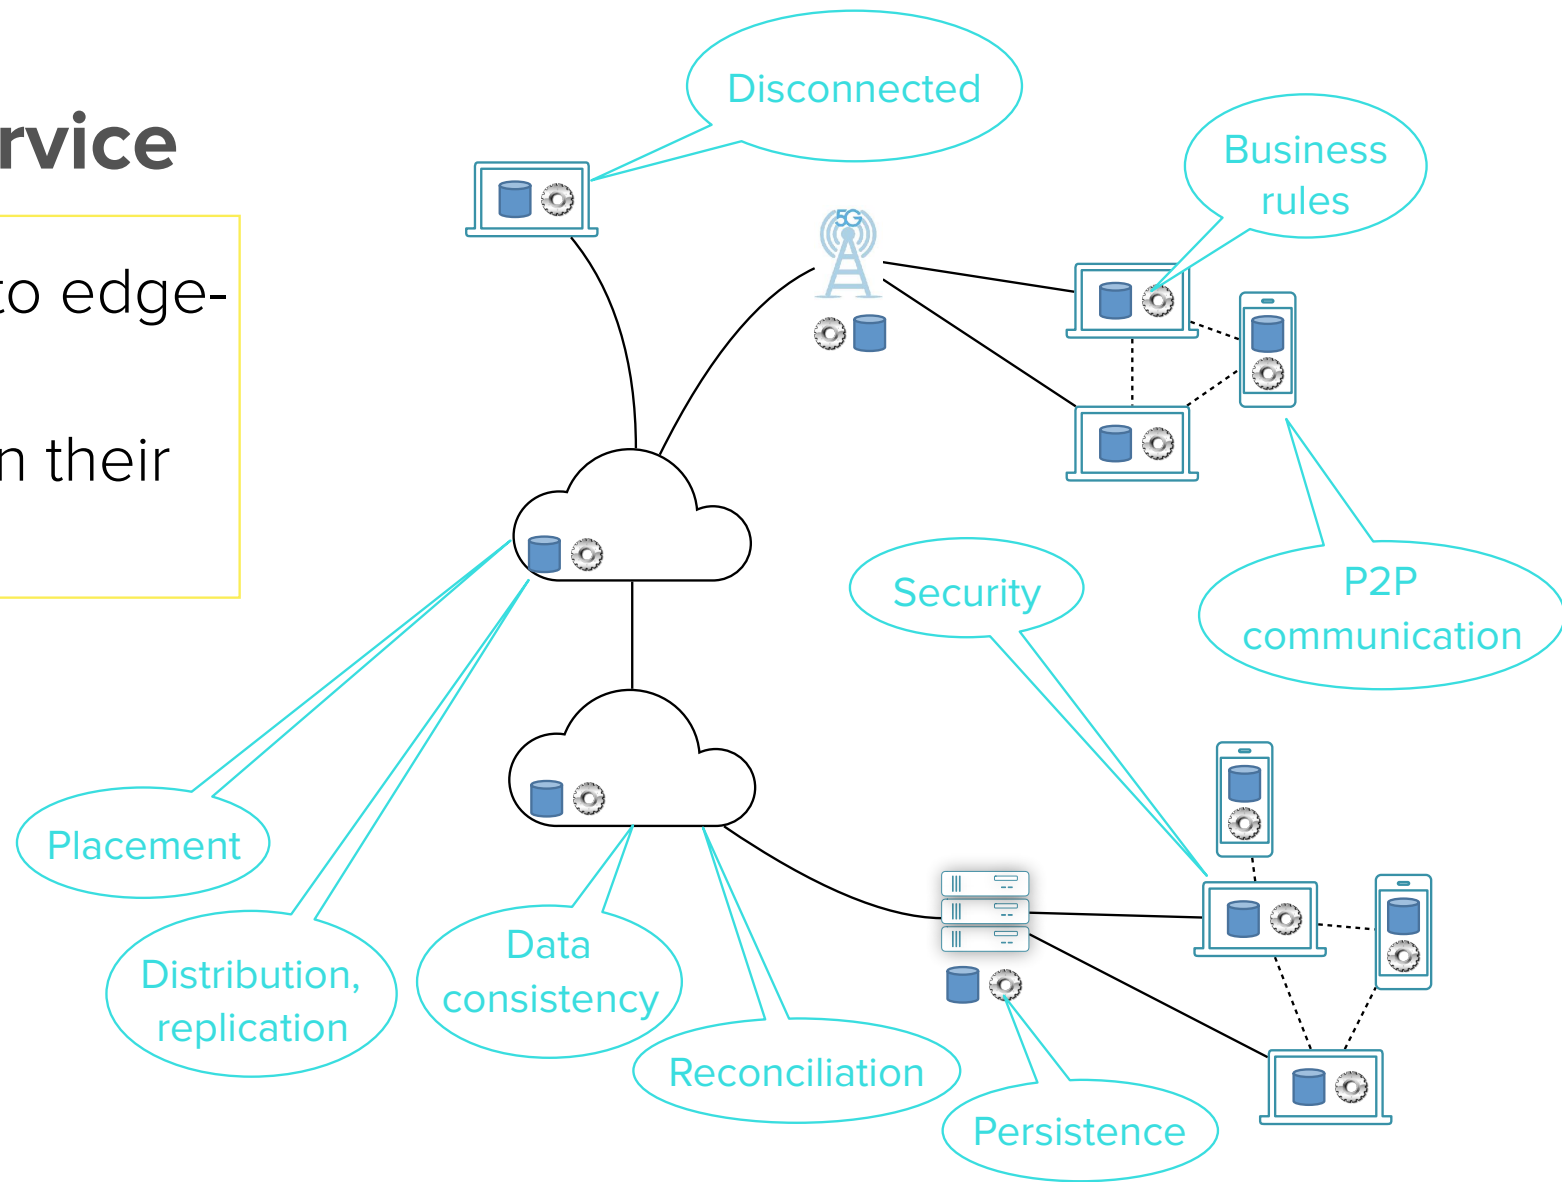 rvice
to edge-
n their
Disconnected
5G
Business
rules
Security
P2P
communication
Placement
Distribution,
replication
Data
consistency
Reconciliation
Persistence